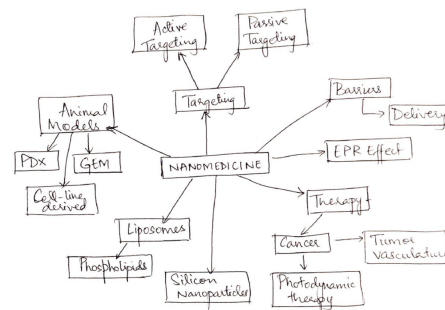 Active
Targeting
Passive
Targeting
Animal
Models
Targeting
Barriers
Delivery
PDX
GEM
NANOMEDICINE
EPR Effect
Cell-line
derived
Therapy
Liposomes
Cancer
Tumor
Vasculature
Phospholipids
Silicon
Nanoparticles
Photodynamic
therapy